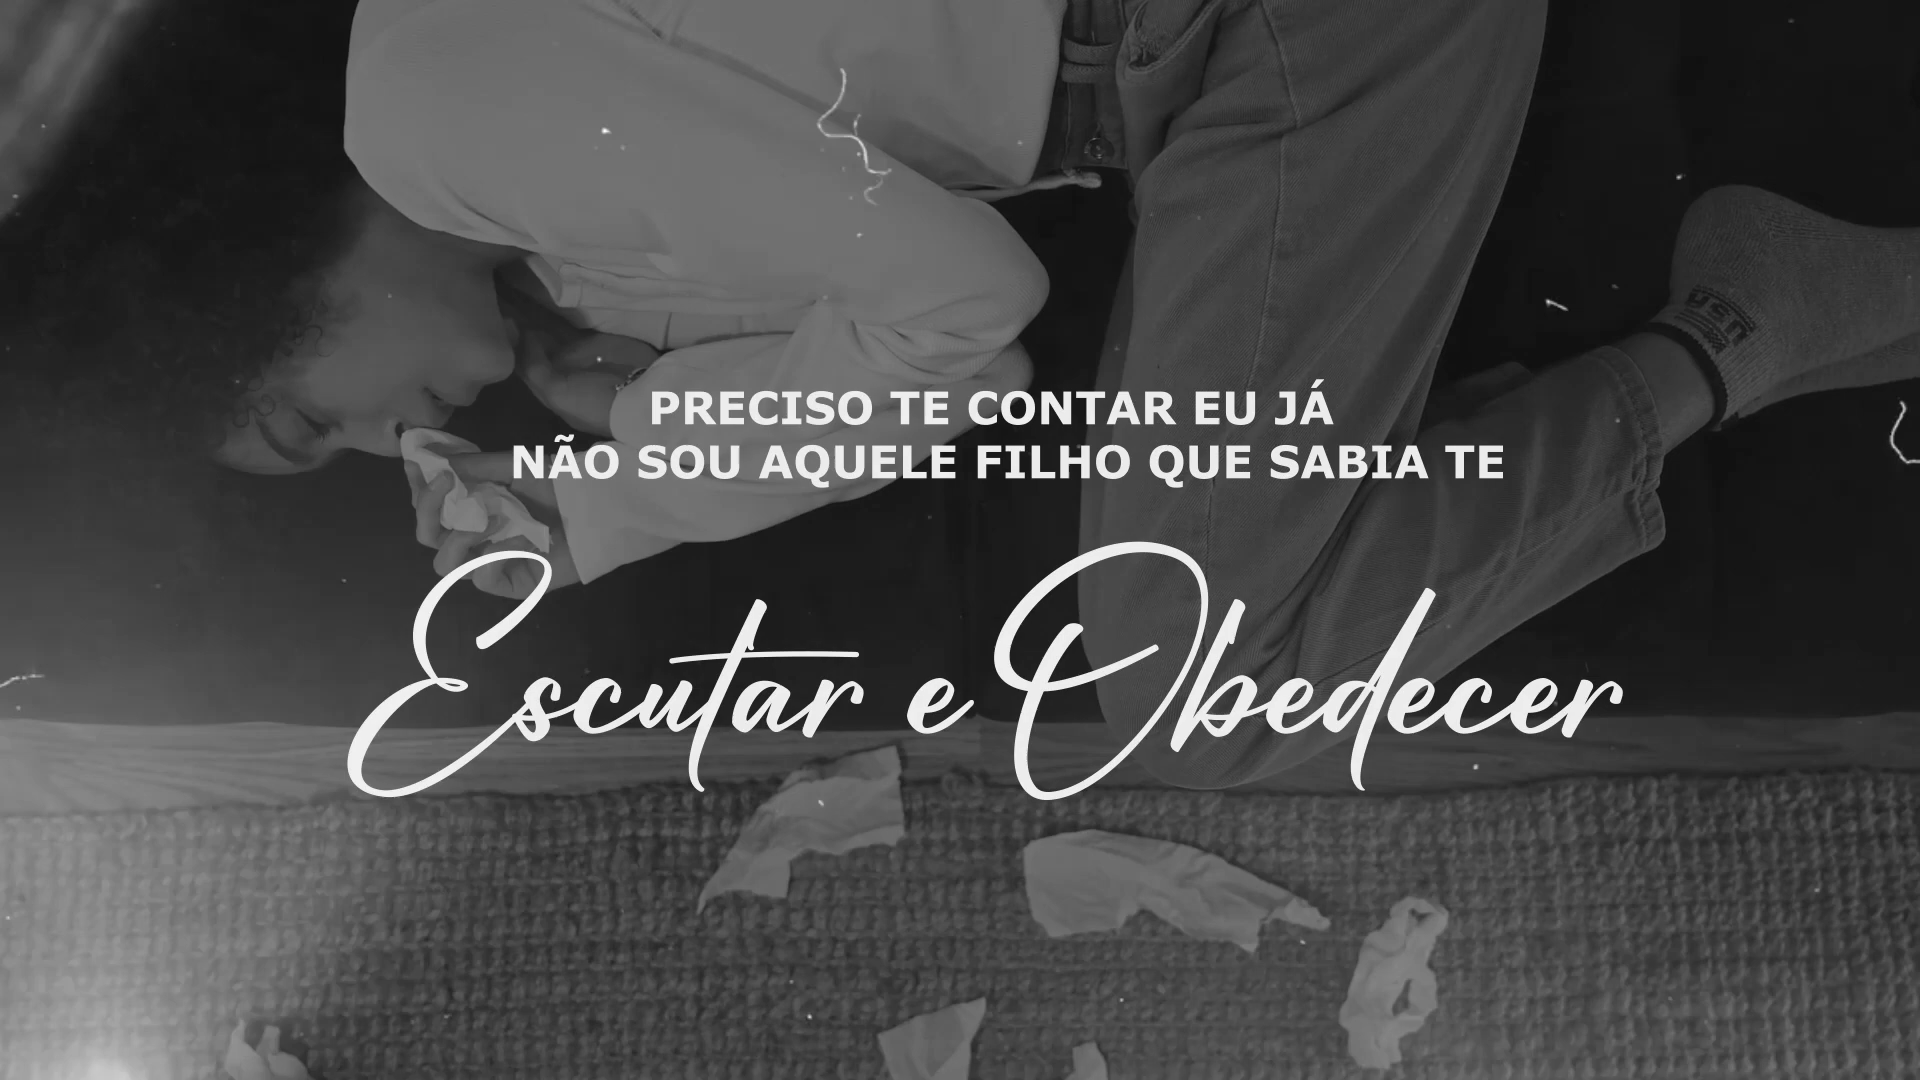 PRECISO TE CONTAR EU JÁ
NÃO SOU AQUELE FILHO QUE SABIA TE
Escutar e Obedecer